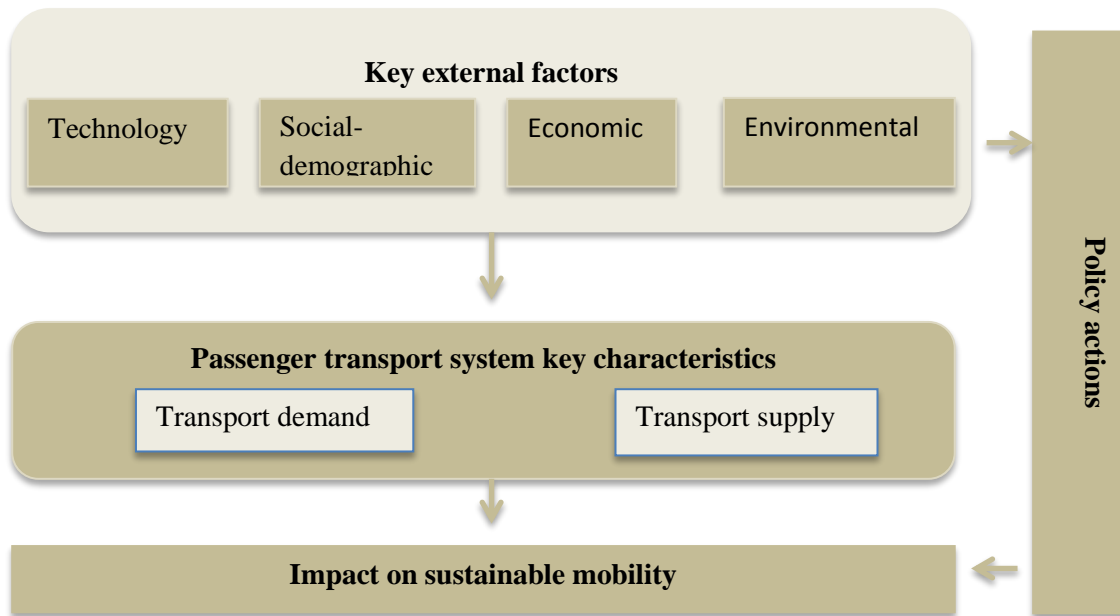 Key external factors
Technology
Social-
demographic
Economic
Environmental
Policy actions
Passenger transport system key characteristics
Transport demand
Transport supply
Impact on sustainable mobility